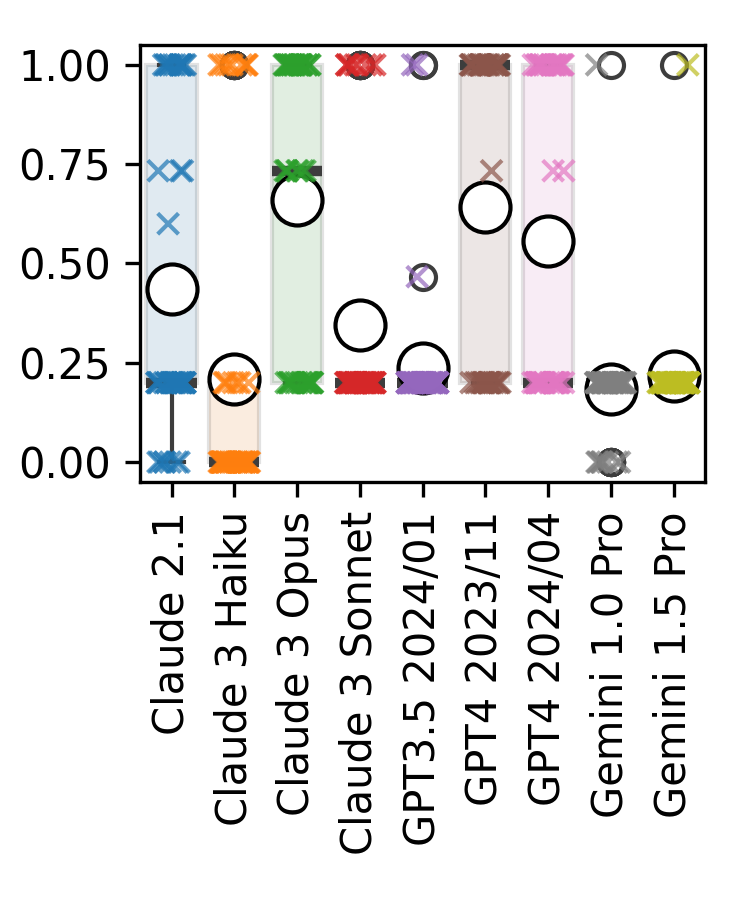 1.00
0.75
0.50
0.25
0.00
Claude 2.1
Claude 3 Haiku
Claude 3 Opus
Claude 3 Sonnet
GPT3.5 2024/01
GPT4 2023/11
GPT4 2024/04
Gemini 1.0 Pro
Gemini 1.5 Pro